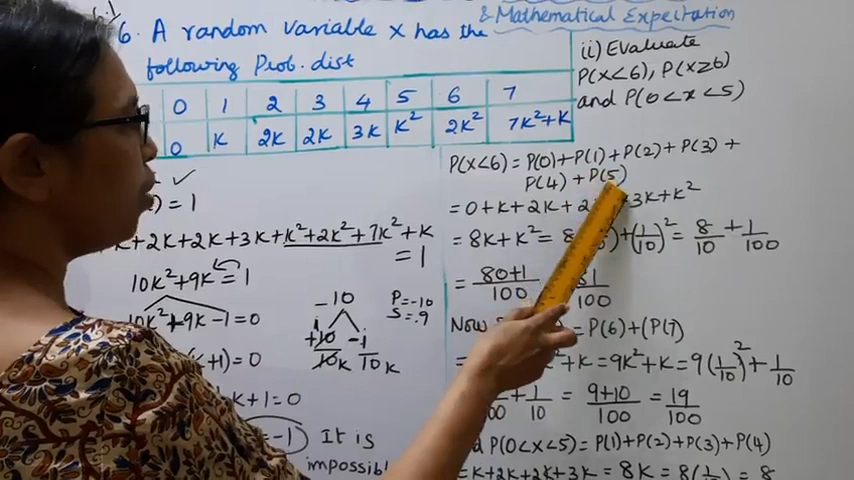 & Mathematical Expectation
6. A random variable x has the
following Prob. dist
0 1 2 3 4 5 6 7
0 K 2K 2K 3K K² 2K² 7K²+K
ii) Evaluate
P(x<6), P(x≥6)
and P(0<x<5)
✓
) = 1
K+2K+2K+3K+K²+2K²+7K²+K
= 1
10K²+9K = 1
10K²+9K-1=0
K+1)=0
K+1=0
=-1) It is
impossibl
-10
P=-10
S=.9
+10 -1
10K 10K
P(x<6) = P(0)+P(1)+P(2)+P(3)+
P(4)+P(5)
= 0+K+2K+2 3K+K²
= 8K+K² = 8 )+(1/10)² = 8/10 + 1/100
= 80+1/100 81/100
Now = P(6)+(P(7)
K²+K = 9K²+K = 9(1/10)²+1/10
00 + 1/10 = 9+10/100 = 19/100
P(0<x<5) = P(1)+P(2)+P(3)+P(4)
= K+2K+2K+3K = 8K = 8( ) = 8